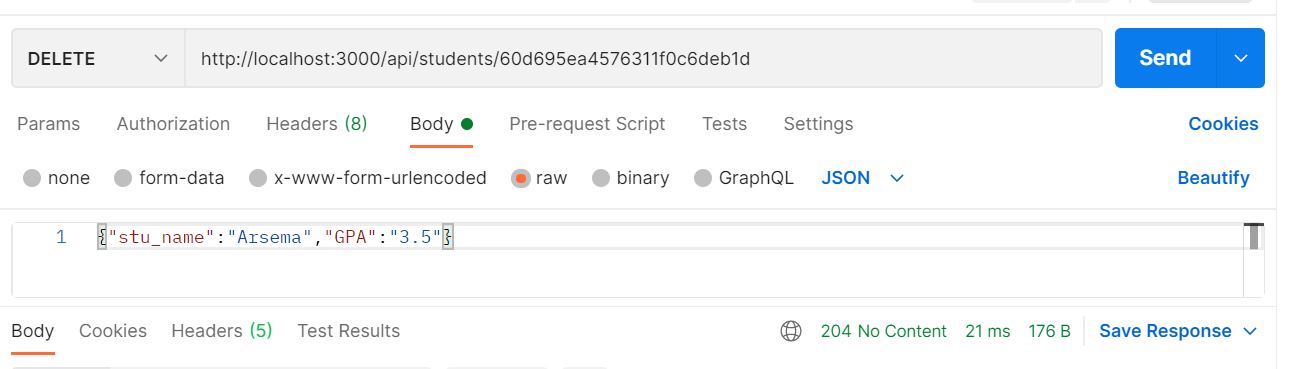 DELETE http://localhost:3000/api/students/60d695ea4576311f0c6deb1d Send
Params Authorization Headers (8) Body Pre-request Script Tests Settings Cookies
none form-data x-www-form-urlencoded raw binary GraphQL JSON Beautify
1 {"stu_name":"Arsema","GPA":"3.5"}
Body Cookies Headers (5) Test Results 204 No Content 21 ms 176 B Save Response